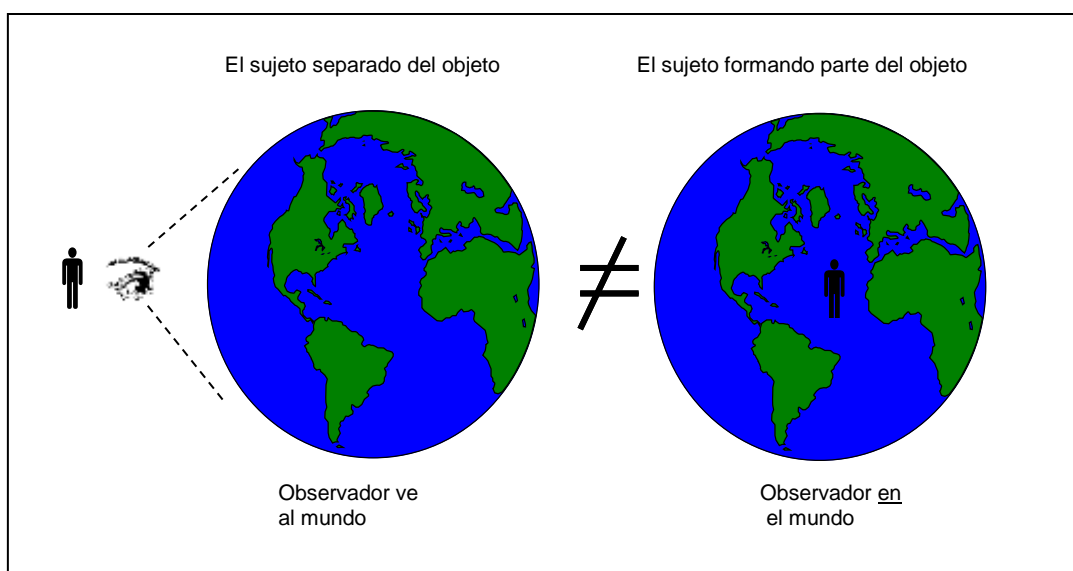 El sujeto separado del objeto
El sujeto formando parte del objeto
≠
Observador ve
al mundo
Observador en
el mundo